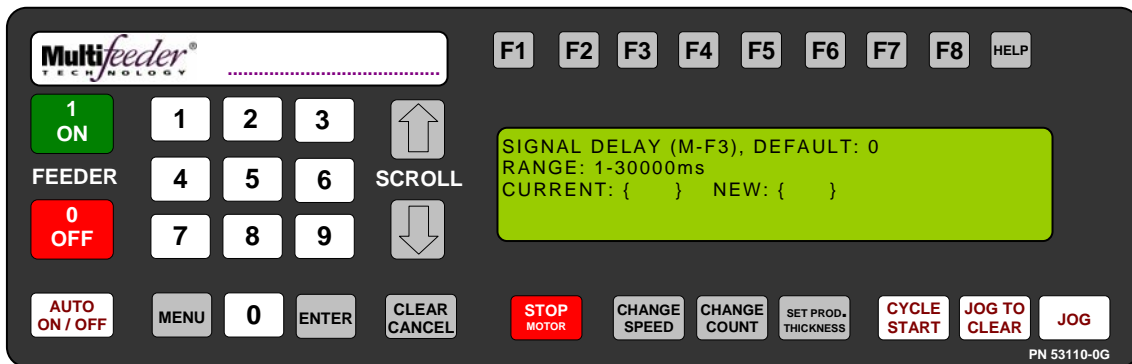 Multifeeder®
TECHNOLOGY
F1 F2 F3 F4 F5 F6 F7 F8 HELP
1
ON
FEEDER
0
OFF
1 2 3
4 5 6
7 8 9
SCROLL
SIGNAL DELAY (M-F3), DEFAULT: 0
RANGE: 1-30000ms
CURRENT: { } NEW: { }
AUTO
ON / OFF
MENU
0
ENTER
CLEAR
CANCEL
STOP
MOTOR
CHANGE
SPEED
CHANGE
COUNT
SET PROD.
THICKNESS
CYCLE
START
JOG TO
CLEAR
JOG
PN 53110-0G